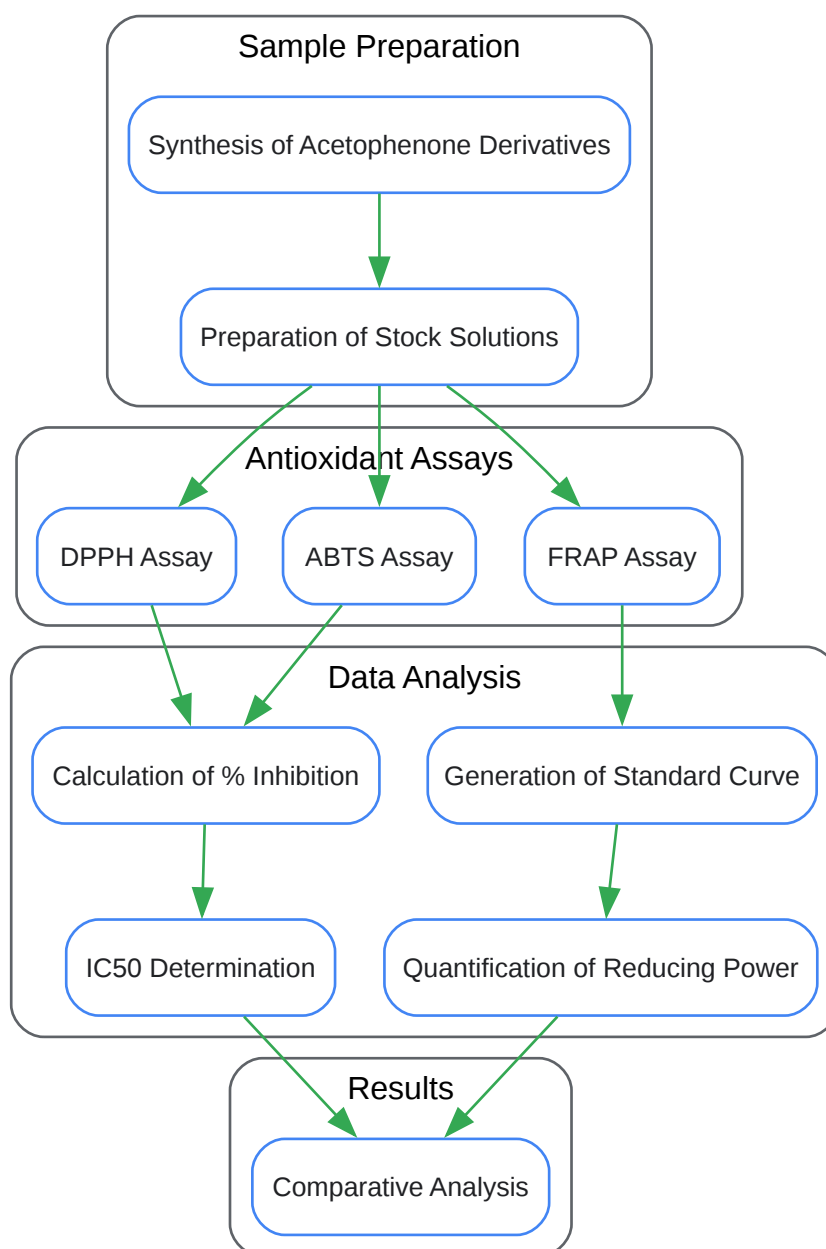 Sample Preparation
Synthesis of Acetophenone Derivatives
Preparation of Stock Solutions
Antioxidant Assays
DPPH Assay
ABTS Assay
FRAP Assay
Data Analysis
Calculation of % Inhibition
Generation of Standard Curve
IC50 Determination
Quantification of Reducing Power
Results
Comparative Analysis